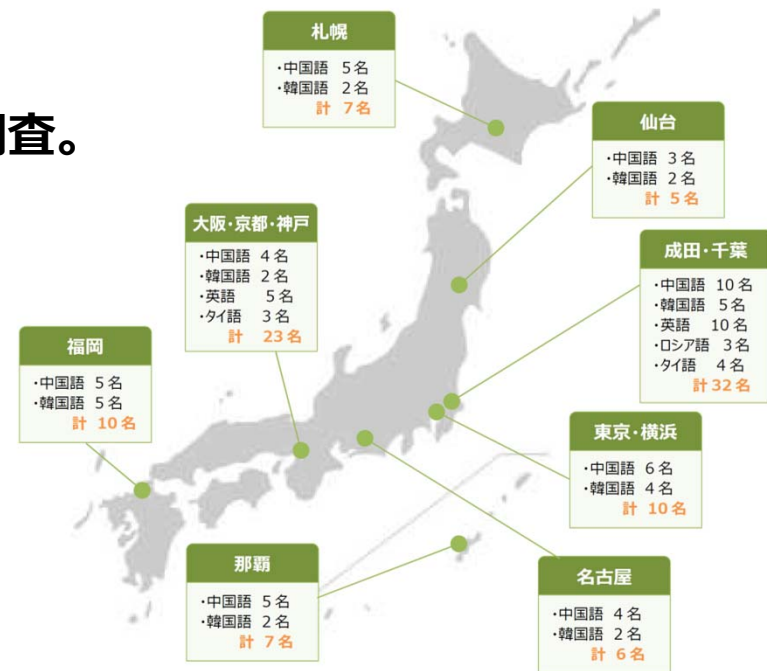 査。
札幌
・中国語 5名
・韓国語 2名
計 7名
仙台
・中国語 3名
・韓国語 2名
計 5名
大阪・京都・神戸
・中国語 4名
・韓国語 2名
・英語 5名
・タイ語 3名
計 23名
成田・千葉
・中国語 10名
・韓国語 5名
・英語 10名
・ロシア語 3名
・タイ語 4名
計32名
福岡
・中国語 5名
・韓国語 5名
計 10名
東京・横浜
・中国語 6名
・韓国語 4名
計 10名
那覇
・中国語 5名
・韓国語 2名
計 7名
名古屋
・中国語 4名
・韓国語 2名
計 6名